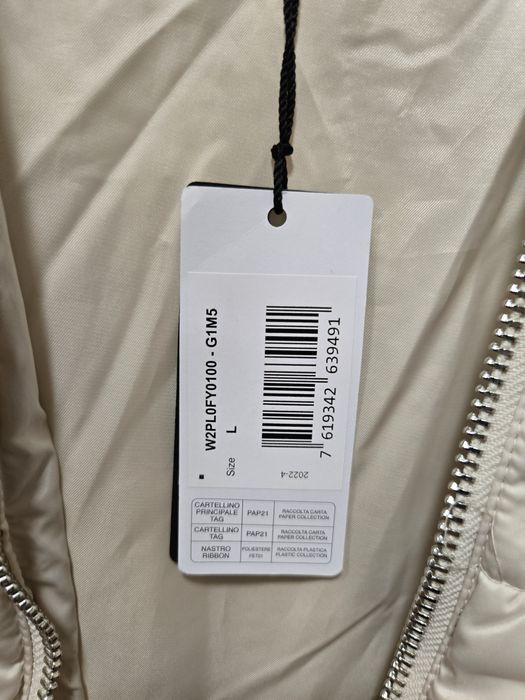 W2PL0FY0100 - G1M5
Size L
7 619342 639491
2022-4
CARTELLINO PRINCIPALE TAG PAP21 RACCOLTA CARTA PAPER COLLECTION
CARTELLINO TAG PAP21 RACCOLTA CARTA PAPER COLLECTION
NASTRO RIBBON POLIESTERE PET01 RACCOLTA PLASTICA PLASTIC COLLECTION